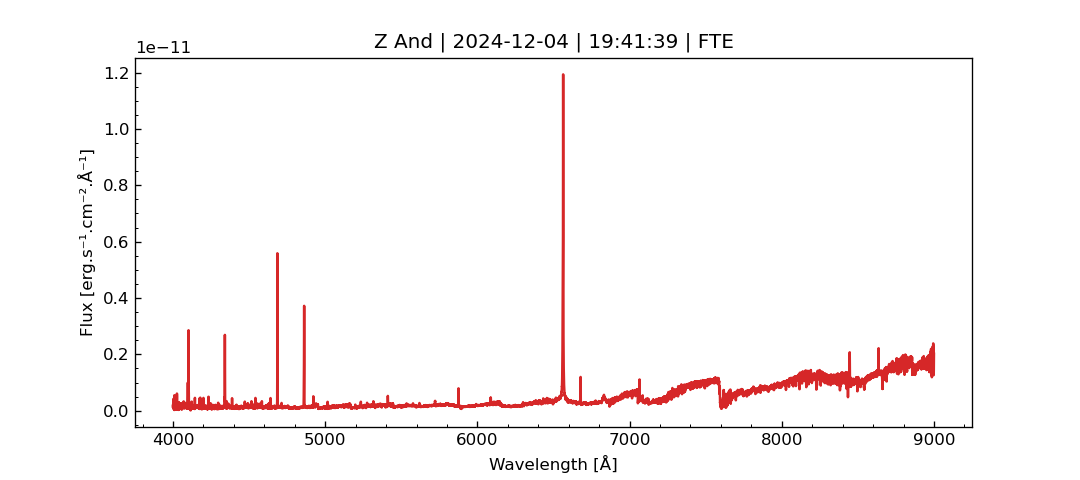 Z And | 2024-12-04 | 19:41:39 | FTE
1e−11
1.2
1.0
0.8
0.6
0.4
0.2
0.0
Flux [erg.s⁻¹.cm⁻².Å⁻¹]
4000 5000 6000 7000 8000 9000
Wavelength [Å]